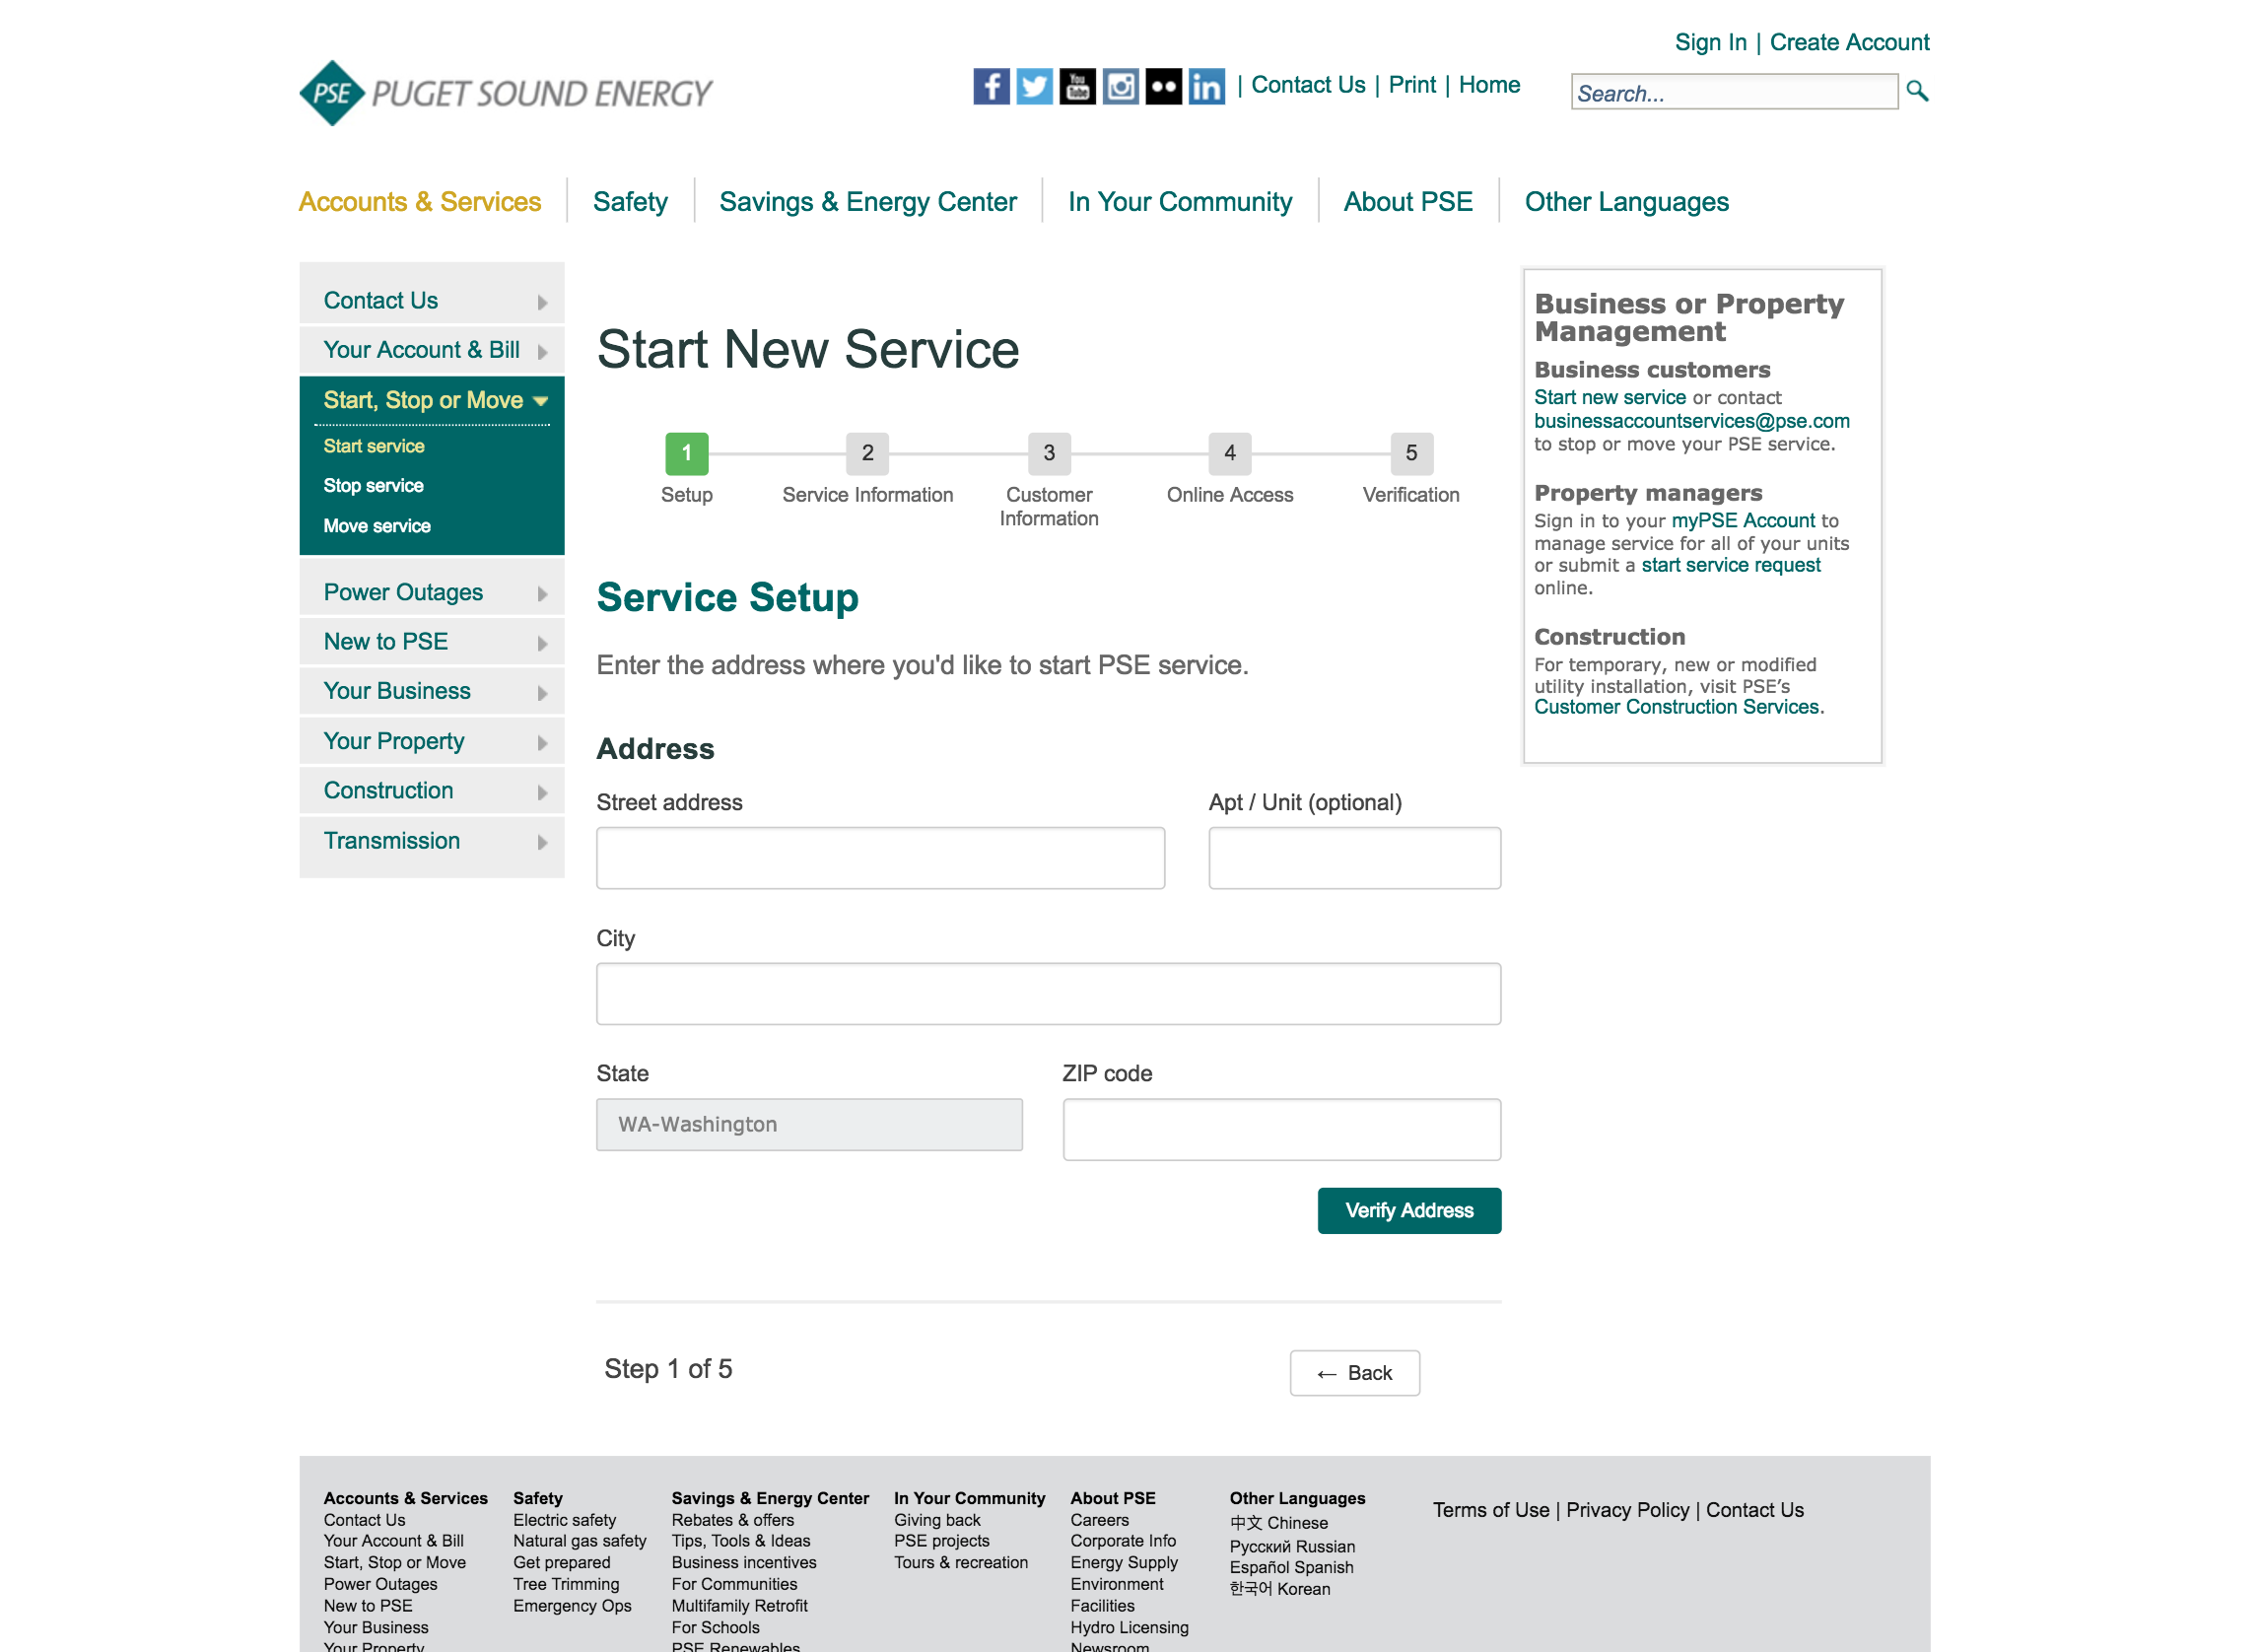 Sign In | Create Account
PSE PUGET SOUND ENERGY
You Tube
| Contact Us | Print | Home
Search...
Accounts & Services
Safety
Savings & Energy Center
In Your Community
About PSE
Other Languages
Contact Us
Your Account & Bill
Start, Stop or Move
Start service
Stop service
Move service
Power Outages
New to PSE
Your Business
Your Property
Construction
Transmission
Start New Service
1
2
3
4
5
Setup
Service Information
Customer
Information
Online Access
Verification
Service Setup
Enter the address where you'd like to start PSE service.
Address
Street address
Apt / Unit (optional)
City
State
ZIP code
WA-Washington
Verify Address
Step 1 of 5
← Back
Business or Property
Management
Business customers
Start new service or contact
businessaccountservices@pse.com
to stop or move your PSE service.
Property managers
Sign in to your myPSE Account to
manage service for all of your units
or submit a start service request
online.
Construction
For temporary, new or modified
utility installation, visit PSE’s
Customer Construction Services.
Accounts & Services
Contact Us
Your Account & Bill
Start, Stop or Move
Power Outages
New to PSE
Your Business
Your Property
Safety
Electric safety
Natural gas safety
Get prepared
Tree Trimming
Emergency Ops
Savings & Energy Center
Rebates & offers
Tips, Tools & Ideas
Business incentives
For Communities
Multifamily Retrofit
For Schools
PSE Renewables
In Your Community
Giving back
PSE projects
Tours & recreation
About PSE
Careers
Corporate Info
Energy Supply
Environment
Facilities
Hydro Licensing
Newsroom
Other Languages
中文 Chinese
Русский Russian
Español Spanish
한국어 Korean
Terms of Use | Privacy Policy | Contact Us